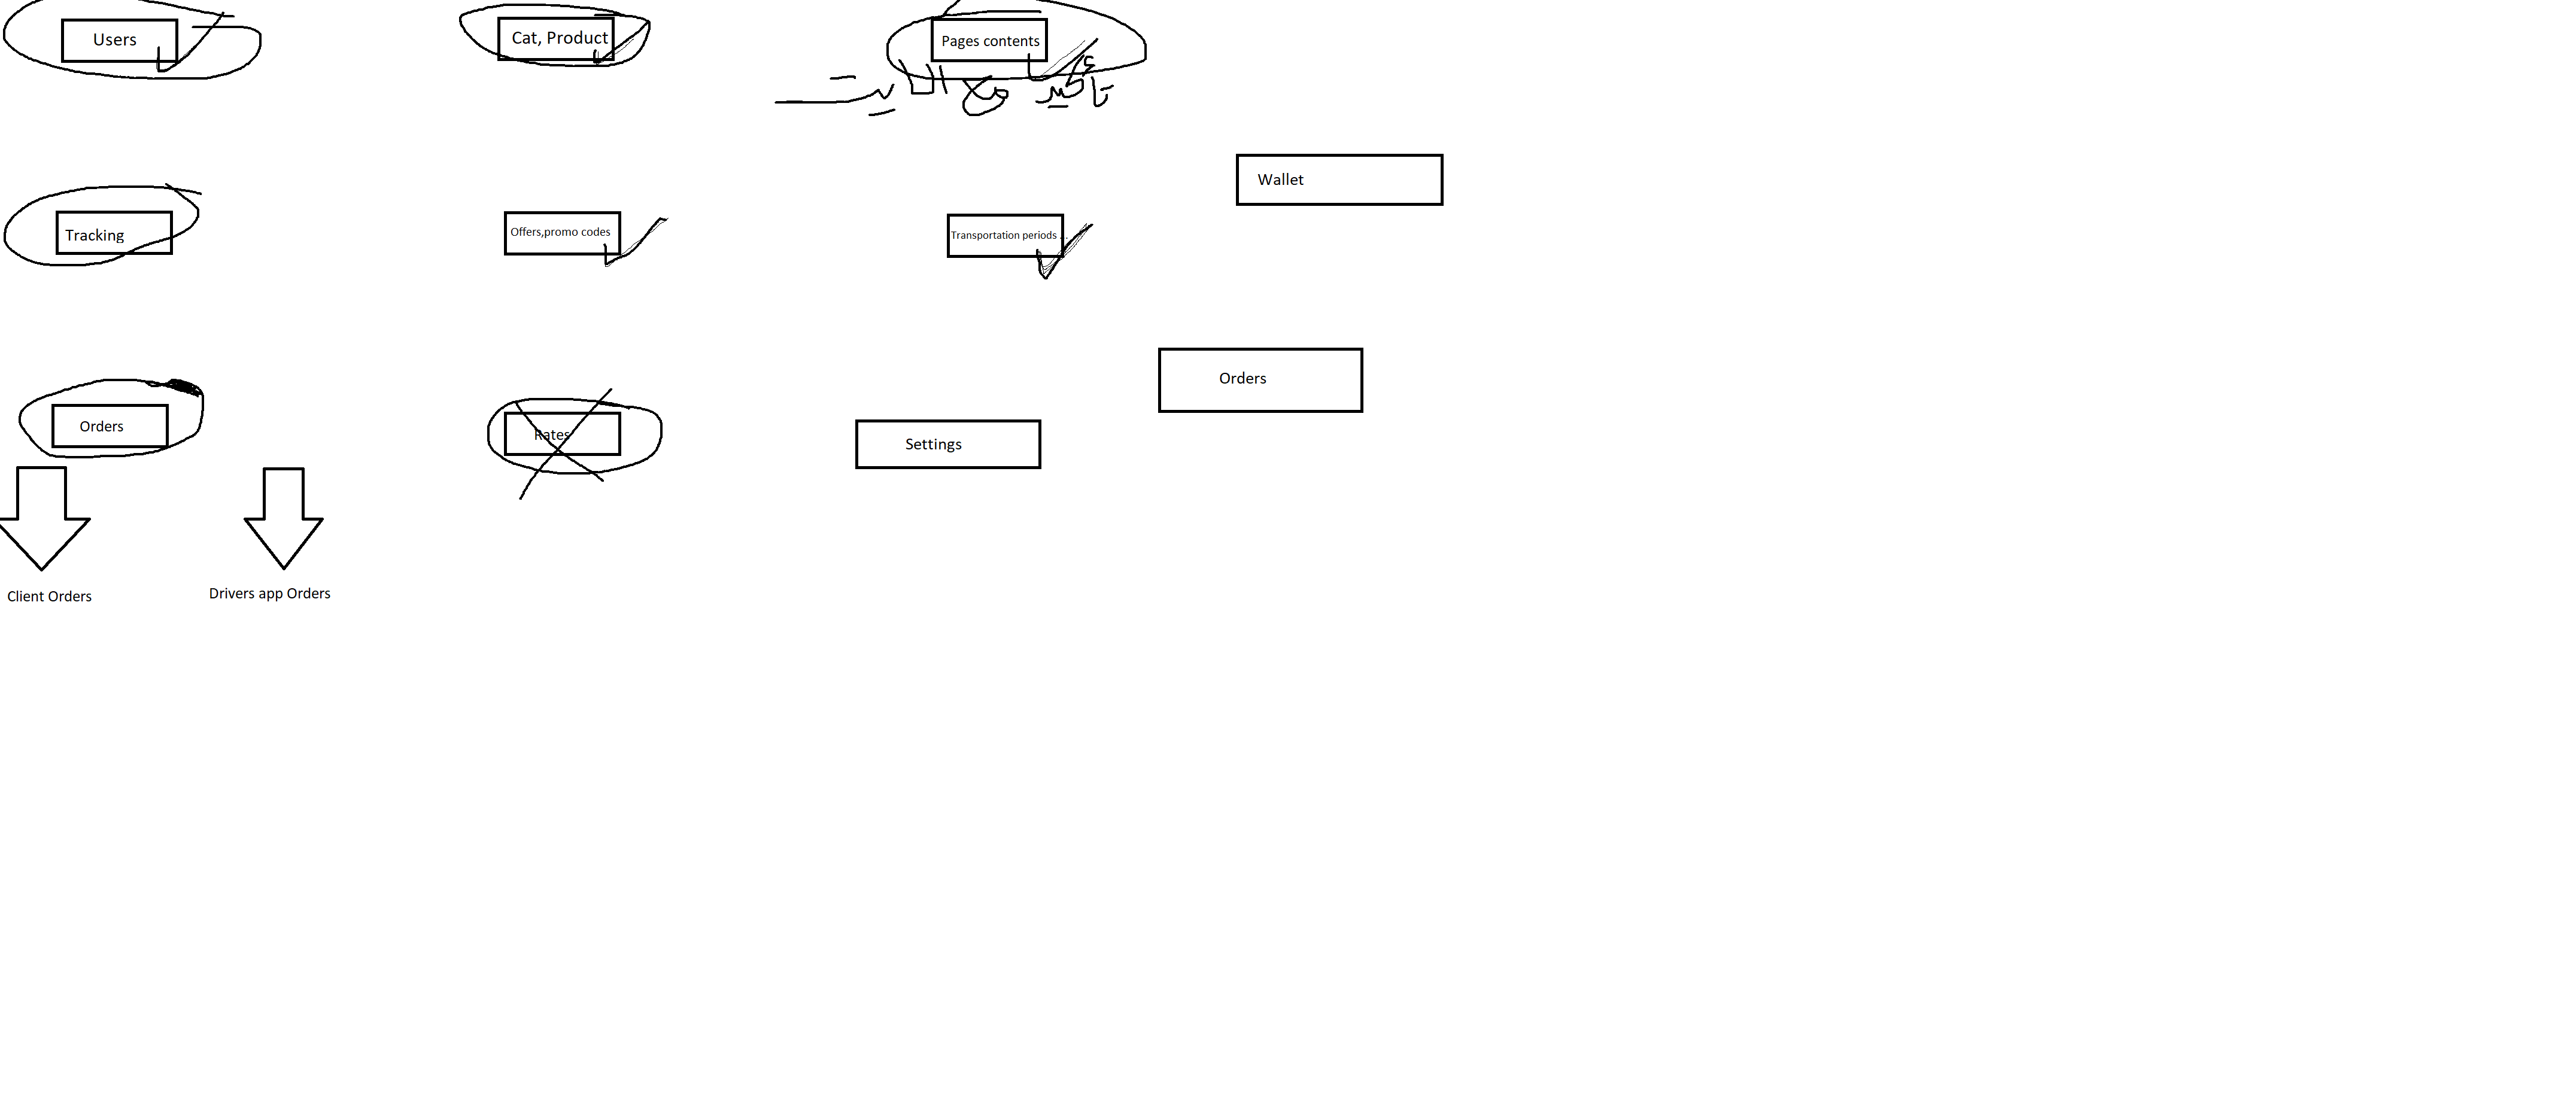 Users
Cat, Product
Pages contents
تأكيد مع الايت
Wallet
Tracking
Offers,promo codes
Transportation periods ...
Orders
Orders
Rates
Settings
Client Orders
Drivers app Orders